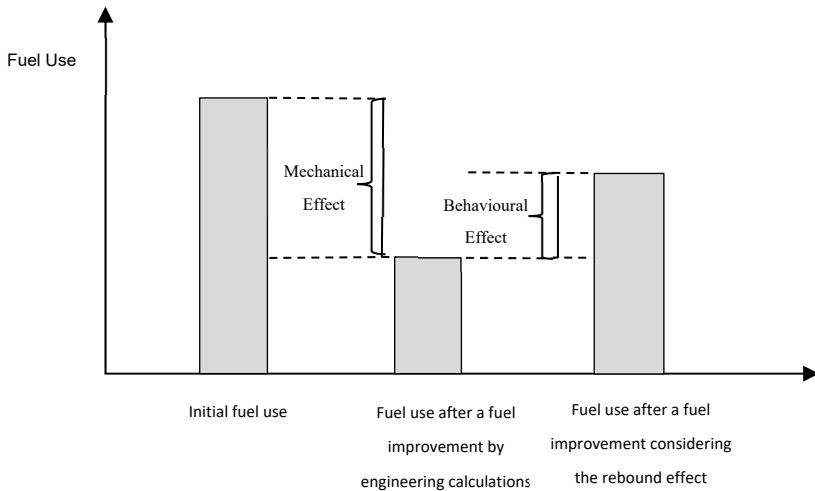 Fuel Use
Mechanical
Effect
Behavioural
Effect
Initial fuel use
Fuel use after a fuel
improvement by
engineering calculations
Fuel use after a fuel
improvement considering
the rebound effect